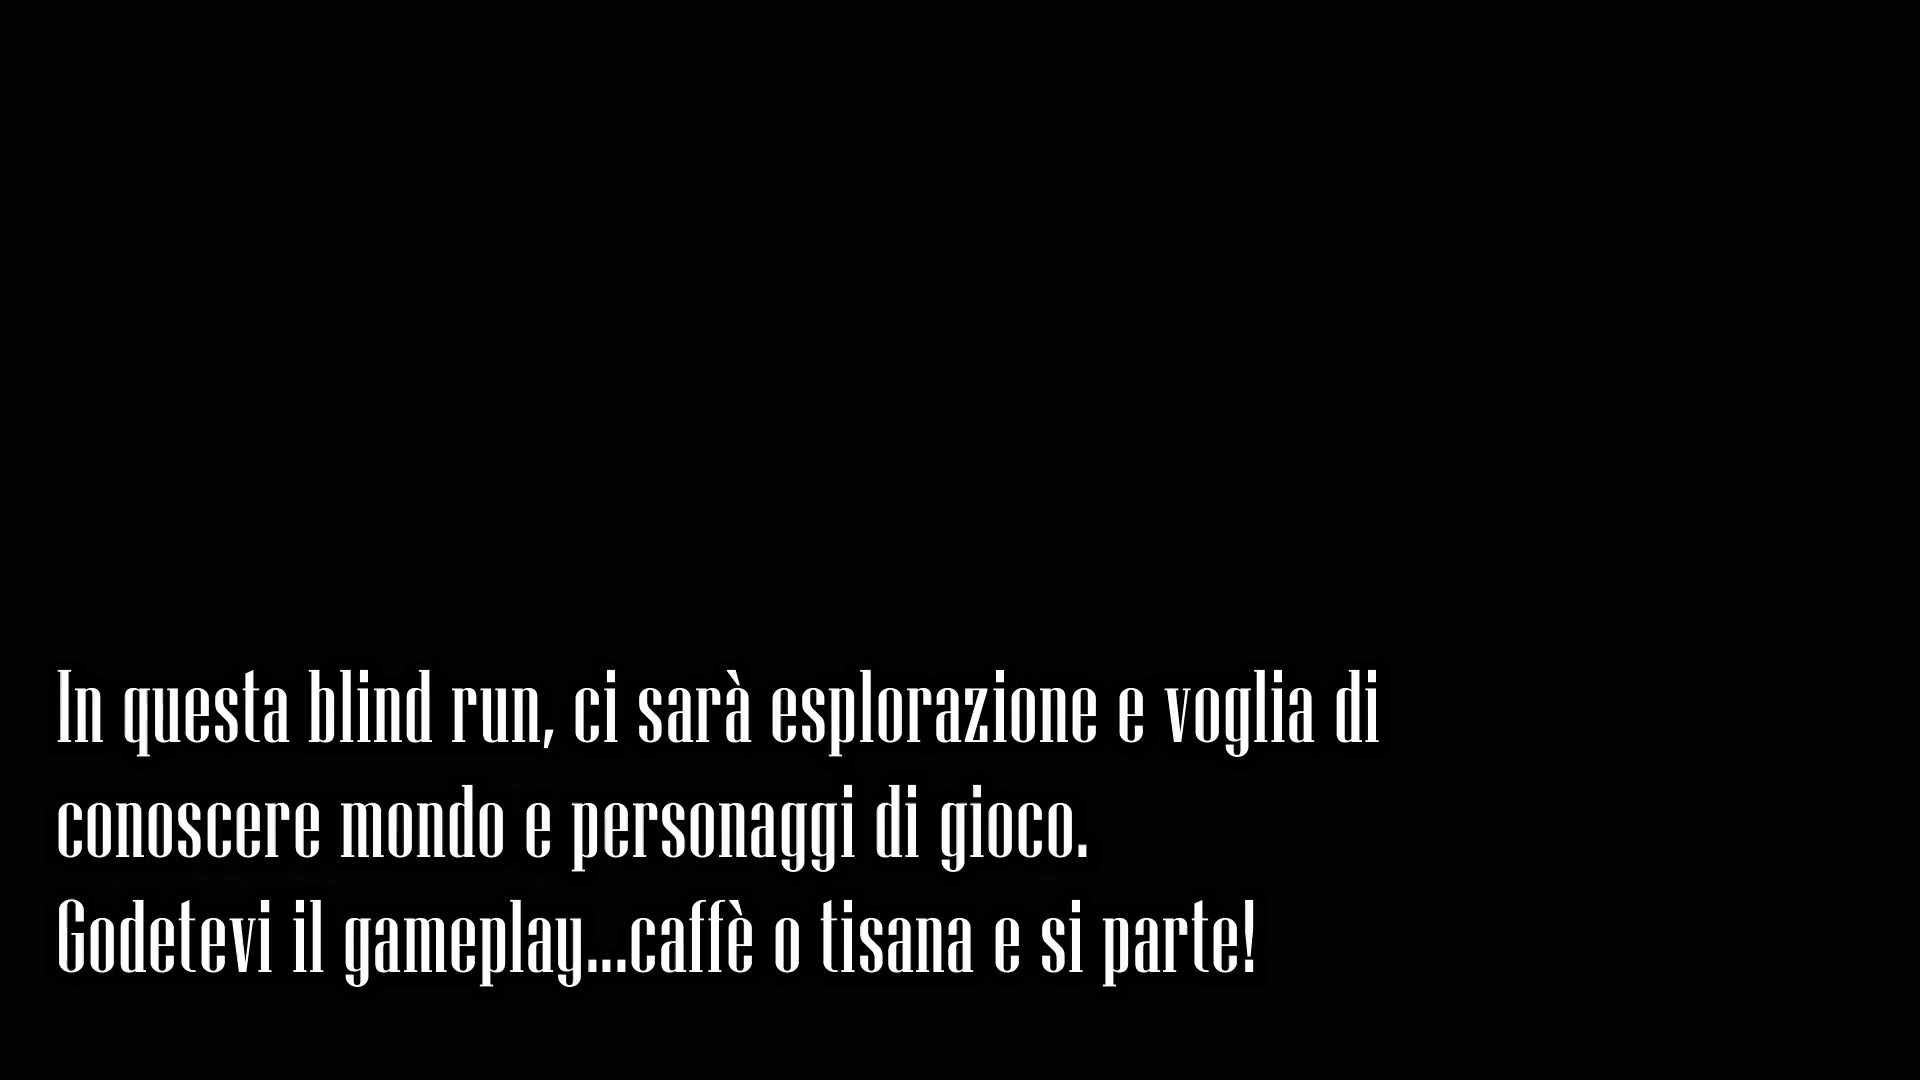 In questa blind run, ci sarà esplorazione e voglia di
conoscere mondo e personaggi di gioco.
Godetevi il gameplay...caffè o tisana e si parte!